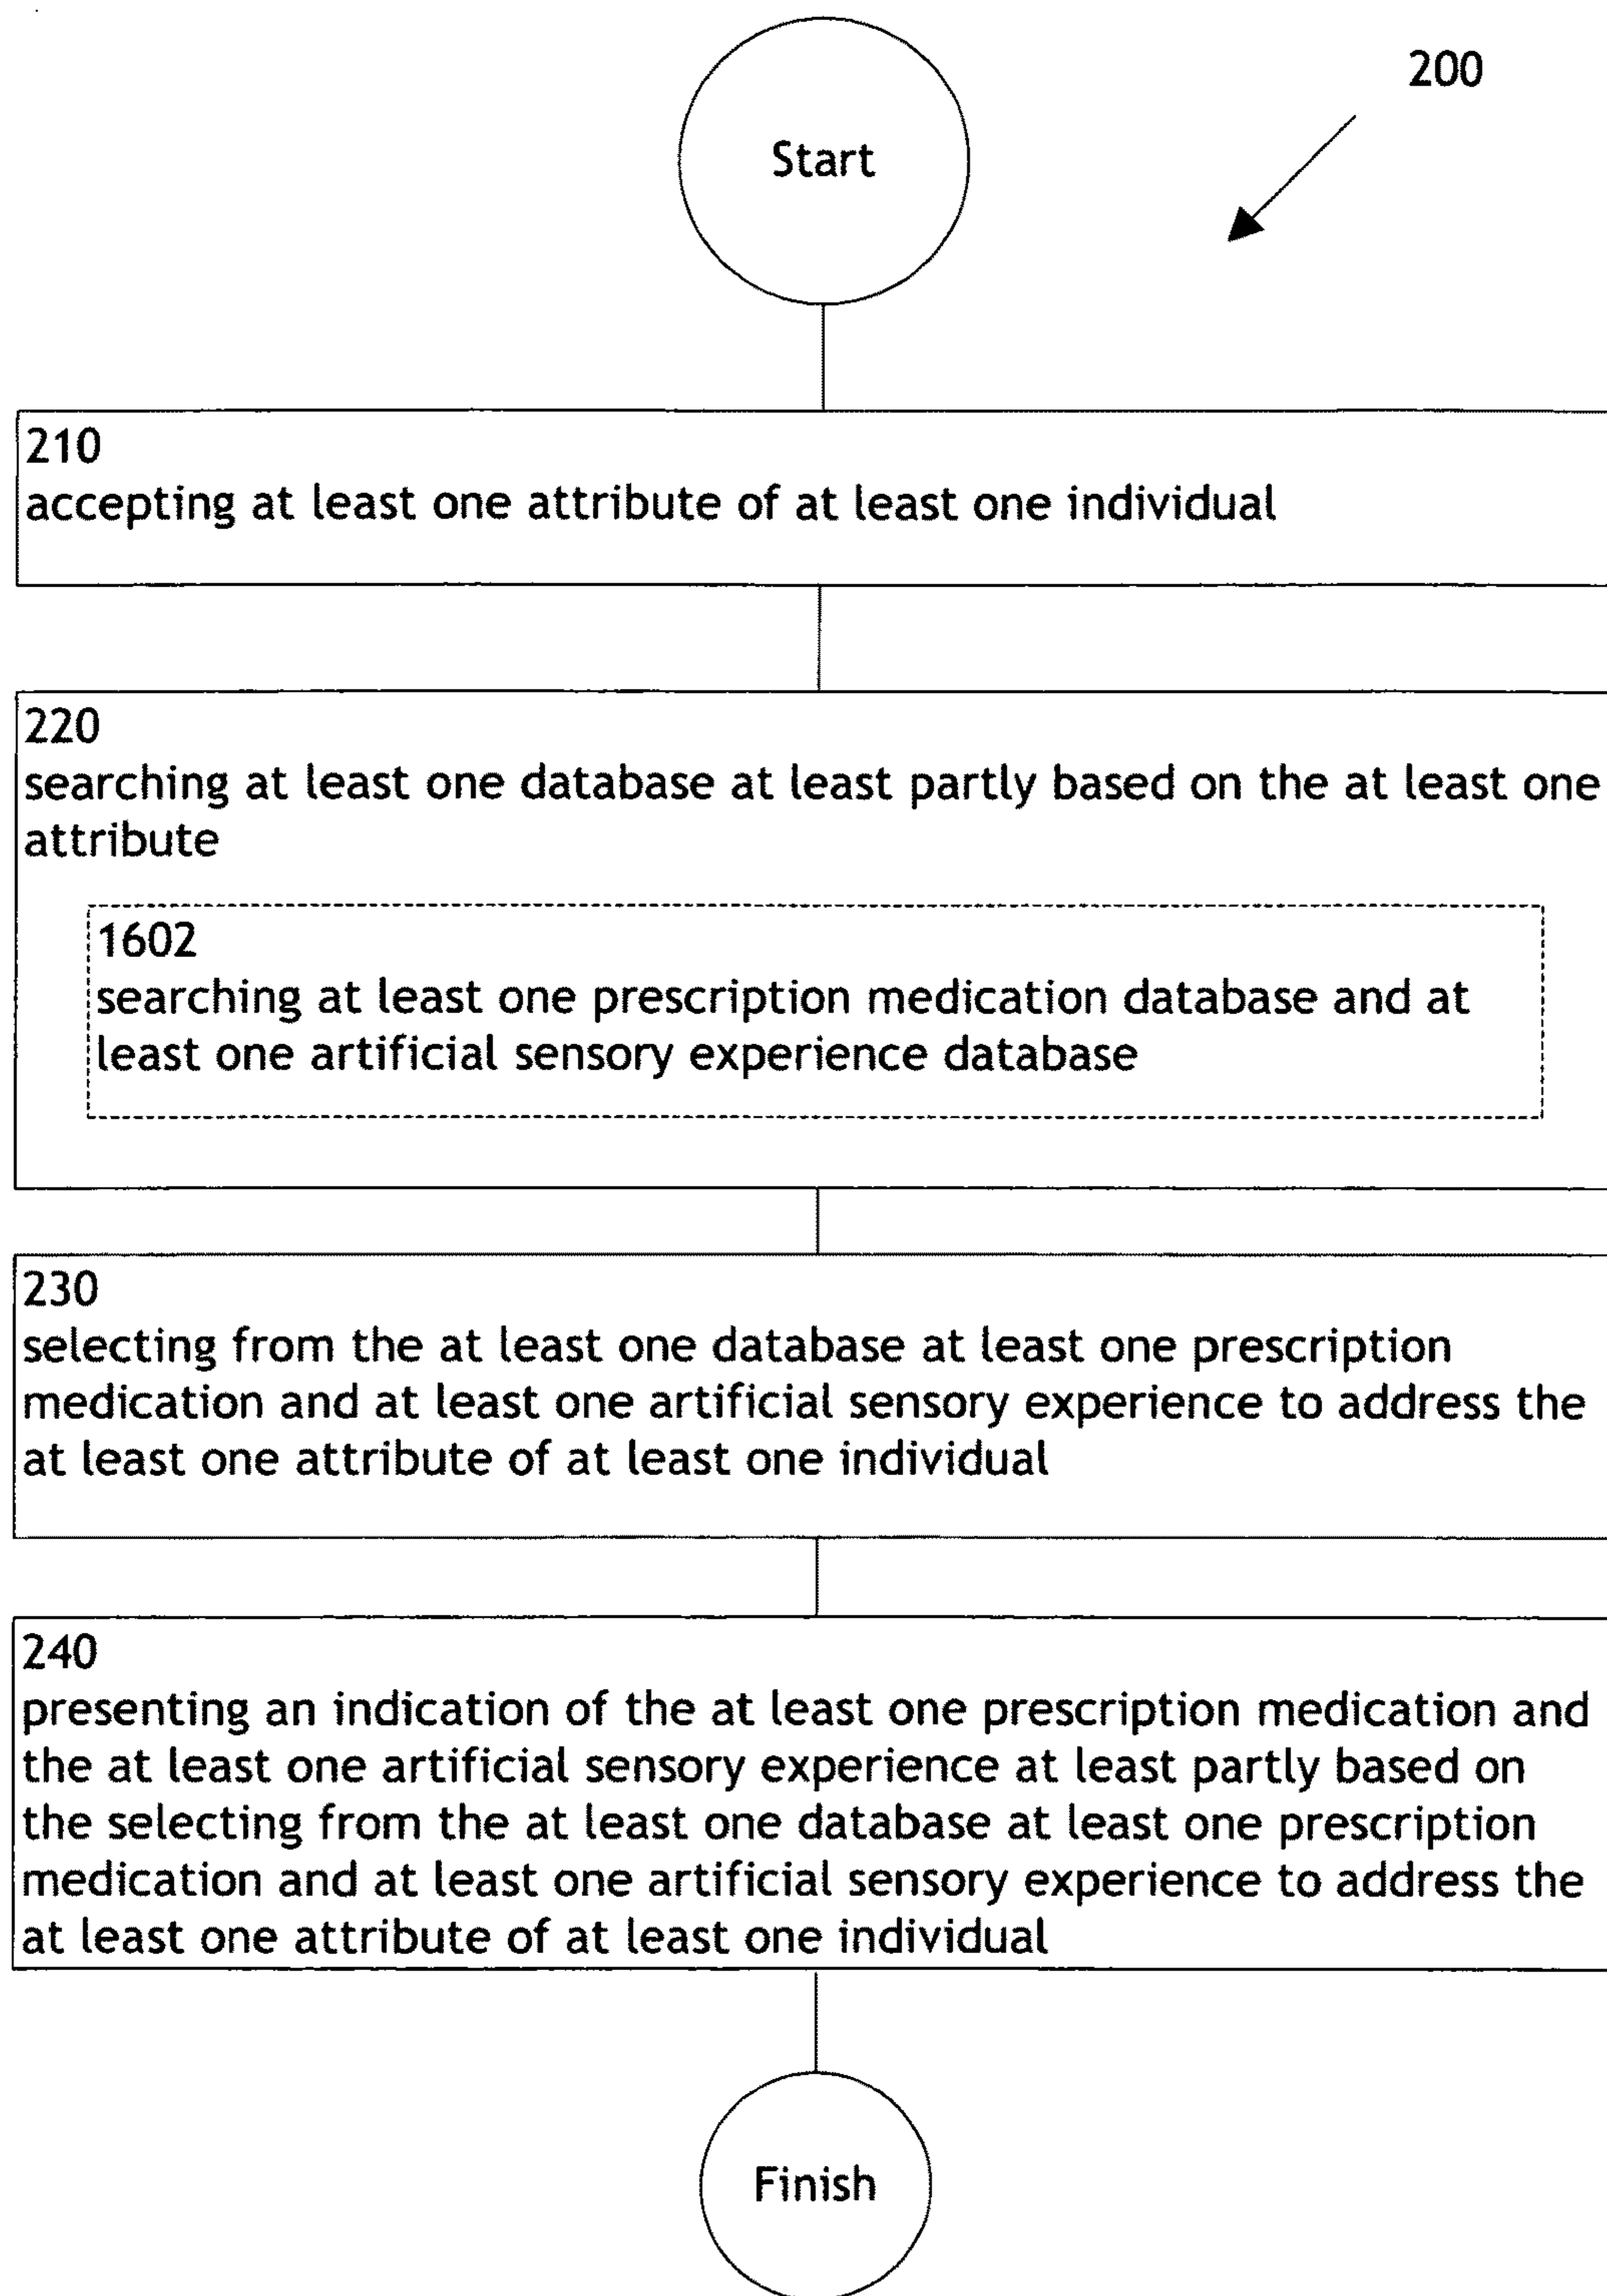 200
Start
210
accepting at least one attribute of at least one individual
220
searching at least one database at least partly based on the at least one
attribute
1602
searching at least one prescription medication database and at
least one artificial sensory experience database
230
selecting from the at least one database at least one prescription
medication and at least one artificial sensory experience to address the
at least one attribute of at least one individual
240
presenting an indication of the at least one prescription medication and
the at least one artificial sensory experience at least partly based on
the selecting from the at least one database at least one prescription
medication and at least one artificial sensory experience to address the
at least one attribute of at least one individual
Finish